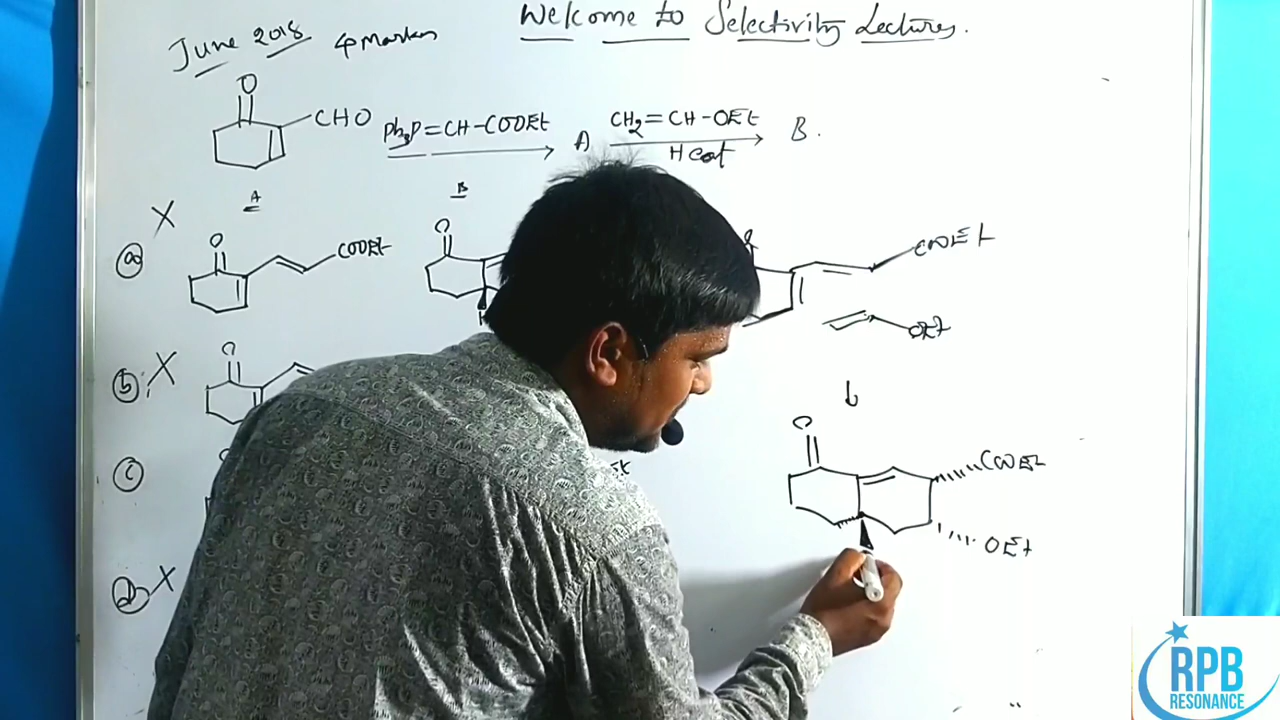 Welcome to Selectivity Lectures.
June 2018 4 Marks
O
CHO Ph3P=CH-COOEt A CH2=CH-OEt B.
Heat
A B
X
(a) O COOEt O COOEt
OEt
(b) X O
O
(c) COOEt
OEt
(d) X
RPB
RESONANCE